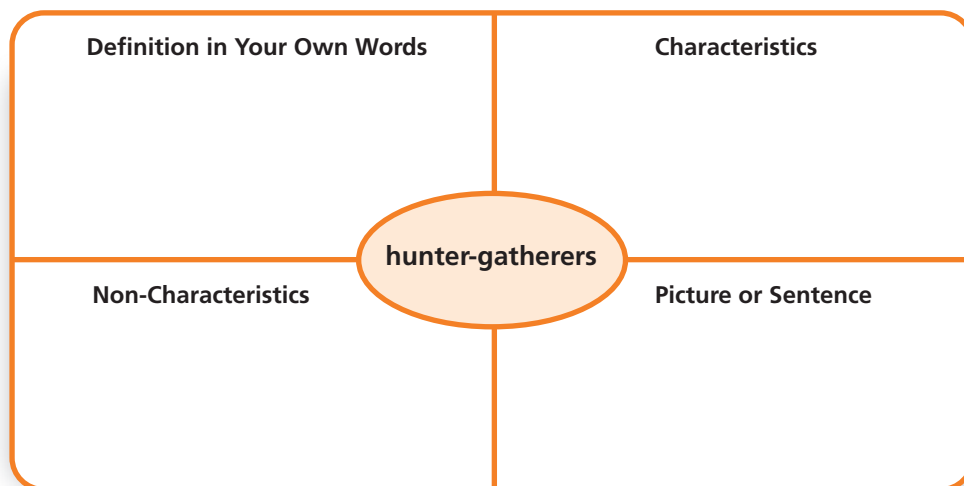 Definition in Your Own Words
Characteristics
hunter-gatherers
Non-Characteristics
Picture or Sentence